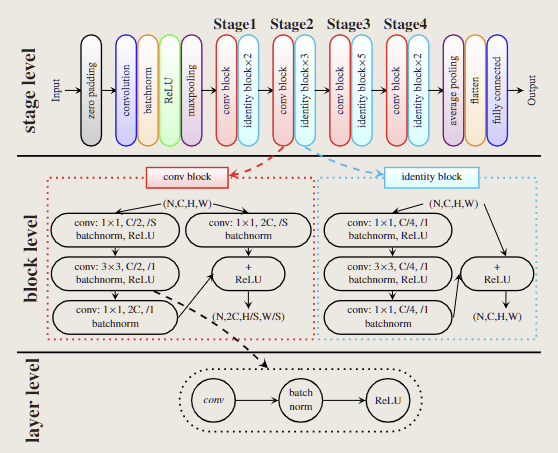 Stage1 Stage2 Stage3 Stage4
stage level
Input
zero padding
convolution
batchnorm
ReLU
maxpooling
conv block
identity block×2
conv block
identity block×3
conv block
identity block×5
conv block
identity block×2
average pooling
flatten
fully connected
Output
block level
conv block
(N,C,H,W)
conv: 1×1, C/2, /S
batchnorm, ReLU
conv: 1×1, 2C, /S
batchnorm
conv: 3×3, C/2, /1
batchnorm, ReLU
+
ReLU
conv: 1×1, 2C, /1
batchnorm
(N,2C,H/S,W/S)
identity block
(N,C,H,W)
conv: 1×1, C/4, /1
batchnorm, ReLU
conv: 3×3, C/4, /1
batchnorm, ReLU
+
ReLU
conv: 1×1, C/4, /1
batchnorm
(N,C,H,W)
layer level
conv
batch
norm
ReLU